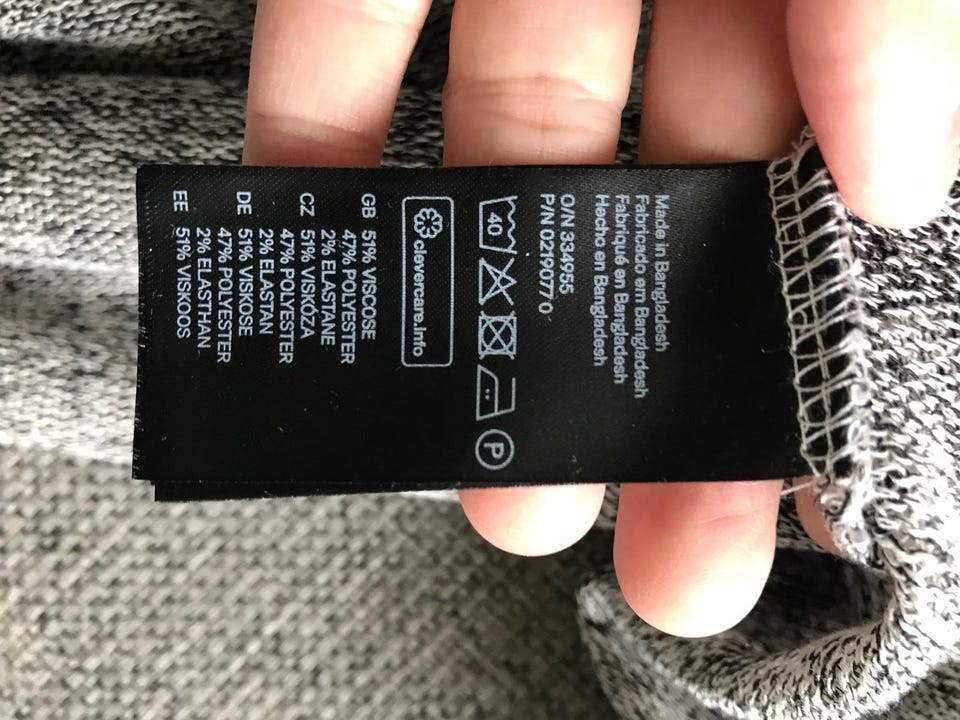 Made in Bangladesh
Fabricado em Bangladesh
Fabriqué en Bangladesh
Hecho en Bangladesh
O/N 334955
P/N 02190770
40
P
clevercare.info
GB 51% VISCOSE
47% POLYESTER
2% ELASTANE
CZ 51% VISKÓZA
47% POLYESTER
2% ELASTAN
DE 51% VISKOSE
47% POLYESTER
2% ELASTHAN
EE 51% VISKOOS